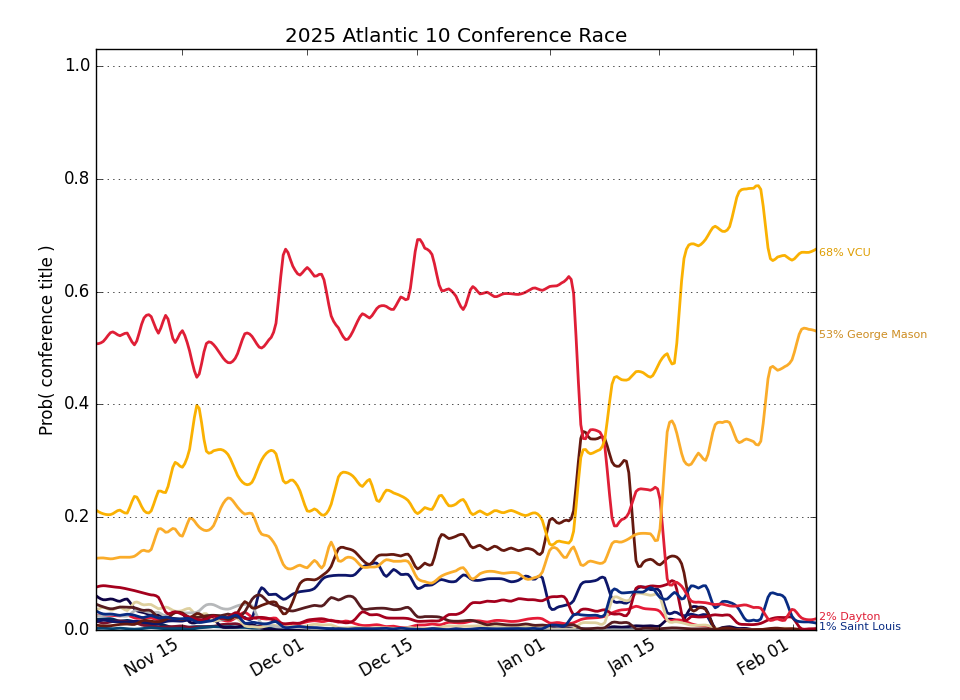 2025 Atlantic 10 Conference Race
1.0
0.8
0.6
0.4
0.2
0.0
Prob( conference title )
68% VCU
53% George Mason
2% Dayton
1% Saint Louis
Nov 15
Dec 01
Dec 15
Jan 01
Jan 15
Feb 01